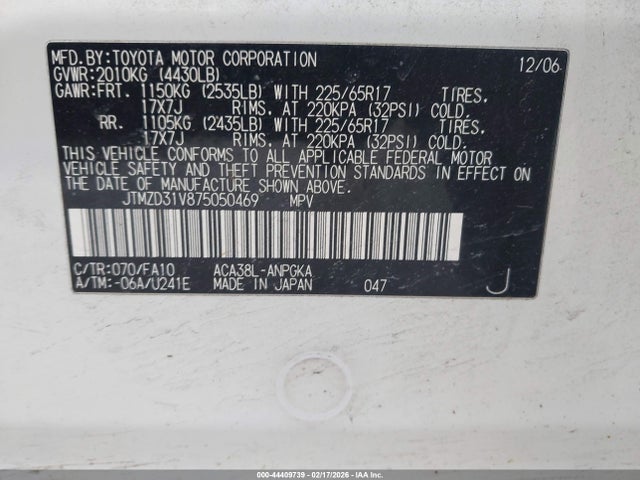 MFD.BY:TOYOTA MOTOR CORPORATION 12/06
GVWR:2010KG (4430LB)
GAWR:FRT. 1150KG (2535LB) WITH 225/65R17 TIRES,
17X7J RIMS, AT 220KPA (32PSI) COLD.
RR. 1105KG (2435LB) WITH 225/65R17 TIRES,
17X7J RIMS, AT 220KPA (32PSI) COLD.
THIS VEHICLE CONFORMS TO ALL APPLICABLE FEDERAL MOTOR
VEHICLE SAFETY, BUMPER, AND THEFT PREVENTION STANDARDS
IN EFFECT ON THE DATE OF MANUFACTURE SHOWN ABOVE.
JTMZD31V875050469 MPV
C/TR:070/FA10 ACA38L-ANPGKA
A/TM:-06A/U241E MADE IN JAPAN 047 J
000-44409739 - 02/17/2026 - IAAI.COM